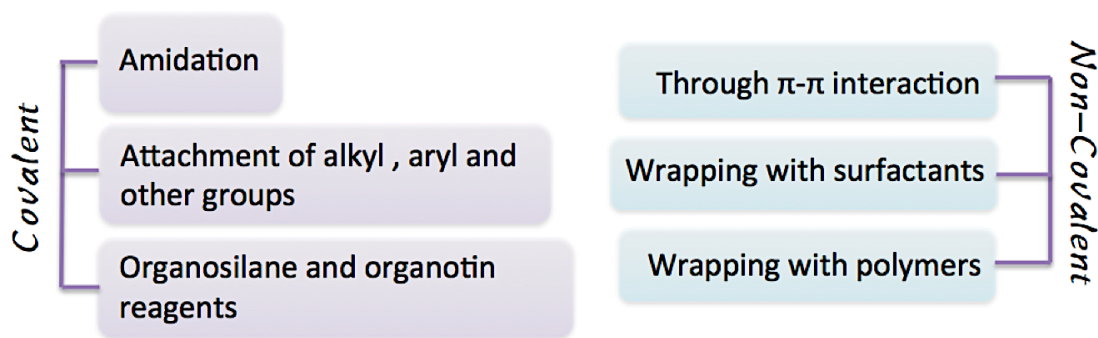 Covalent
Amidation
Attachment of alkyl , aryl and
other groups
Organosilane and organotin
reagents
Through π-π interaction
Wrapping with surfactants
Wrapping with polymers
Non-Covalent